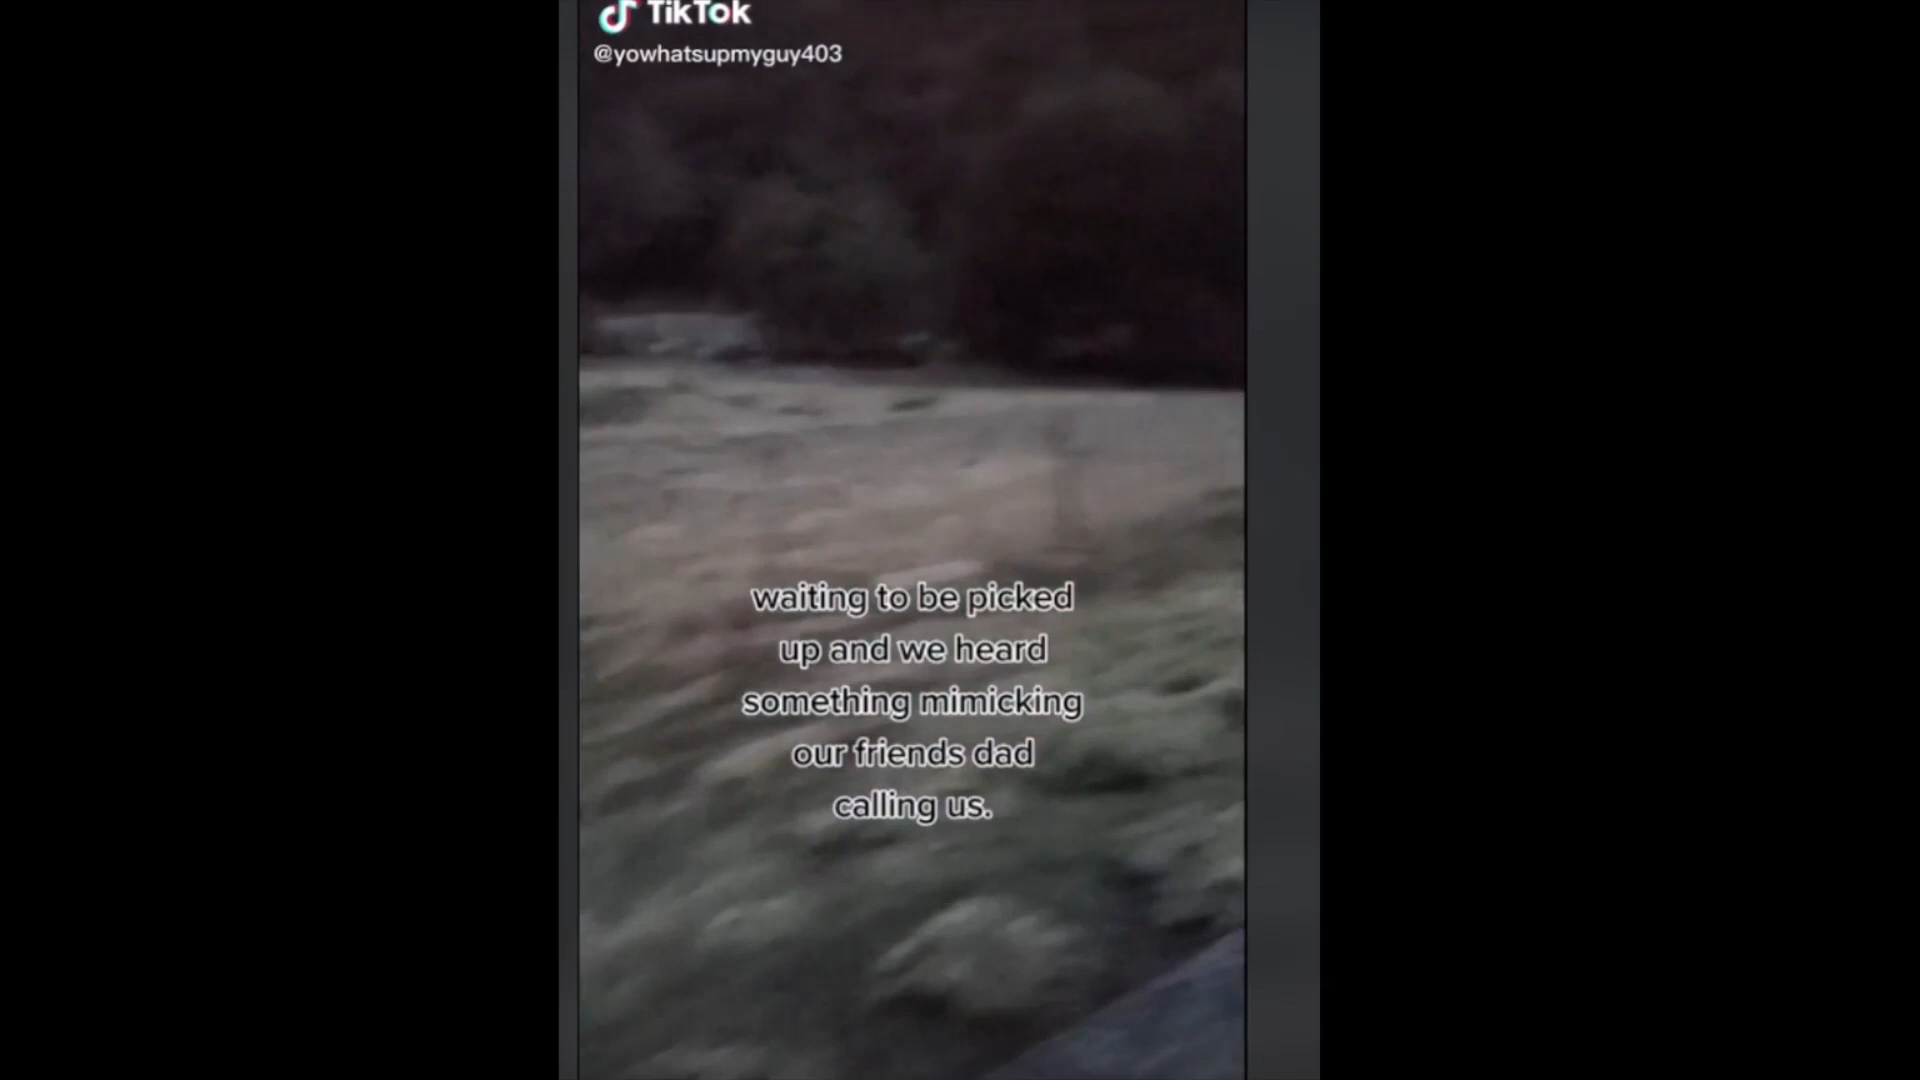 TikTok
@yowhatsupmyguy403
waiting to be picked
up and we heard
something mimicking
our friends dad
calling us.